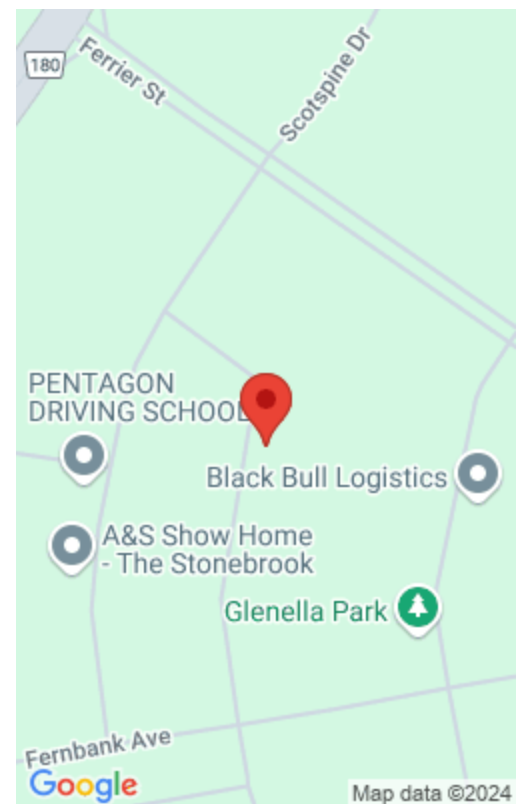 180
Ferrier St
Scotspine Dr
PENTAGON
DRIVING SCHOOL
Black Bull Logistics
A&S Show Home
- The Stonebrook
Glenella Park
Fernbank Ave
Google
Map data ©2024